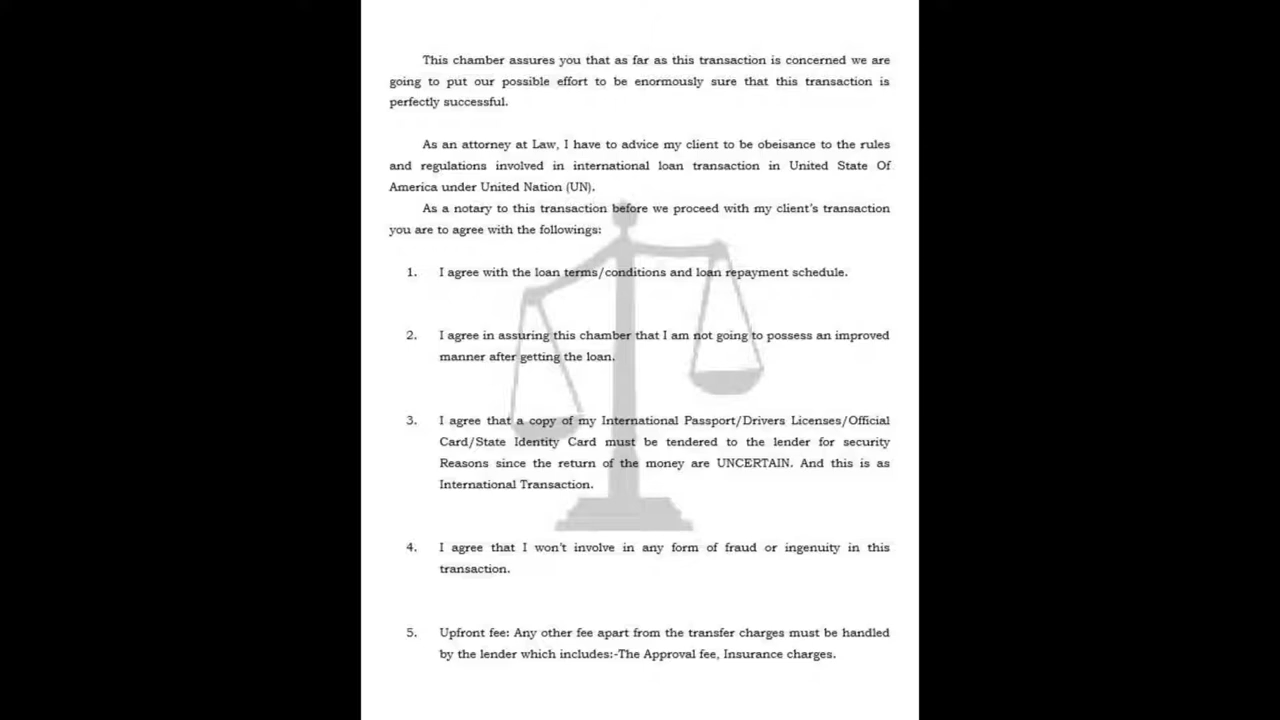 This chamber assures you that as far as this transaction is concerned we are
going to put our possible effort to be enormously sure that this transaction is
perfectly successful.
As an attorney at Law, I have to advice my client to be obeisance to the rules
and regulations involved in international loan transaction in United State Of
America under United Nation (UN).
As a notary to this transaction before we proceed with my client's transaction
you are to agree with the followings:
1. I agree with the loan terms/conditions and loan repayment schedule.
2. I agree in assuring this chamber that I am not going to possess an improved
manner after getting the loan.
3. I agree that a copy of my International Passport/Drivers Licenses/Official
Card/State Identity Card must be tendered to the lender for security
Reasons since the return of the money are UNCERTAIN. And this is as
International Transaction.
4. I agree that I won't involve in any form of fraud or ingenuity in this
transaction.
5. Upfront fee: Any other fee apart from the transfer charges must be handled
by the lender which includes:-The Approval fee, Insurance charges.